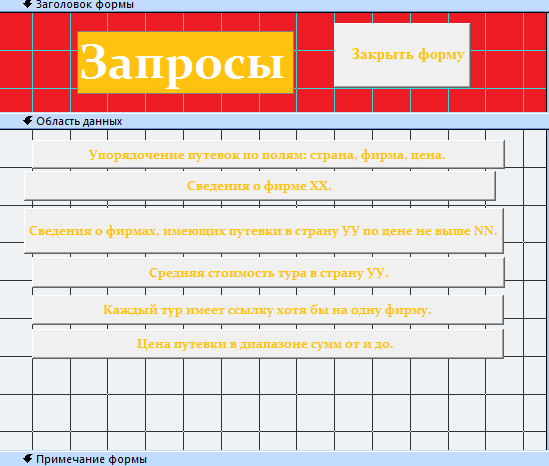 Заголовок формы
Запросы
Закрыть форму
Область данных
Упорядочение путевок по полям: страна, фирма, цена.
Сведения о фирме XX.
Сведения о фирмах, имеющих путевки в страну УУ по цене не выше NN.
Средняя стоимость тура в страну УУ.
Каждый тур имеет ссылку хотя бы на одну фирму.
Цена путевки в диапазоне сумм от и до.
Примечание формы